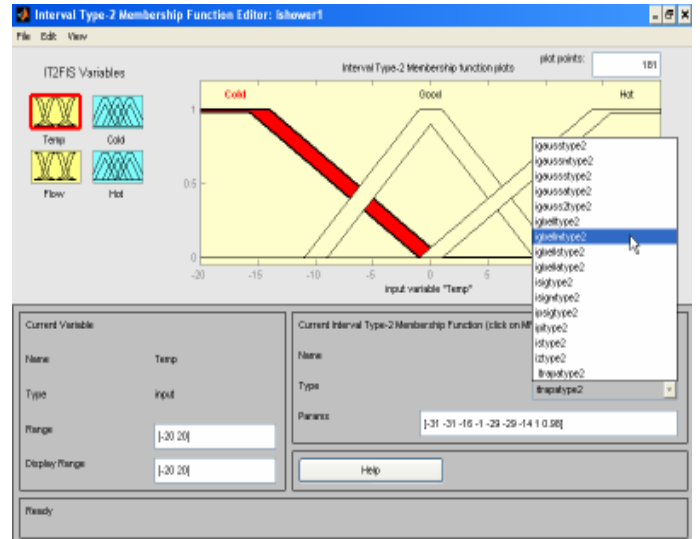 Interval Type-2 Membership Function Editor: ishower1
File Edit View
IT2FIS Variables
Interval Type-2 Membership function plots
plot points:
181
Temp
Cold
Flow
Hot
Cold
Good
Hot
1
0.5
0
-20 -15 -10 -5 0 5
input variable "Temp"
igausstype2
igaussmtype2
igaussstype2
igaussatype2
igauss2type2
igbelltype2
igbellmtype2
igbellstype2
igbellatype2
isigtype2
isigmtype2
ipsigtype2
ipitype2
istype2
iztype2
itrapatype2
Current Variable
Name Temp
Type input
Range [-20 20]
Display Range [-20 20]
Current Interval Type-2 Membership Function (click on MF
Name
Type itrapatype2
Params [-31 -31 -16 -1 -29 -29 -14 1 0.98]
Help
Ready